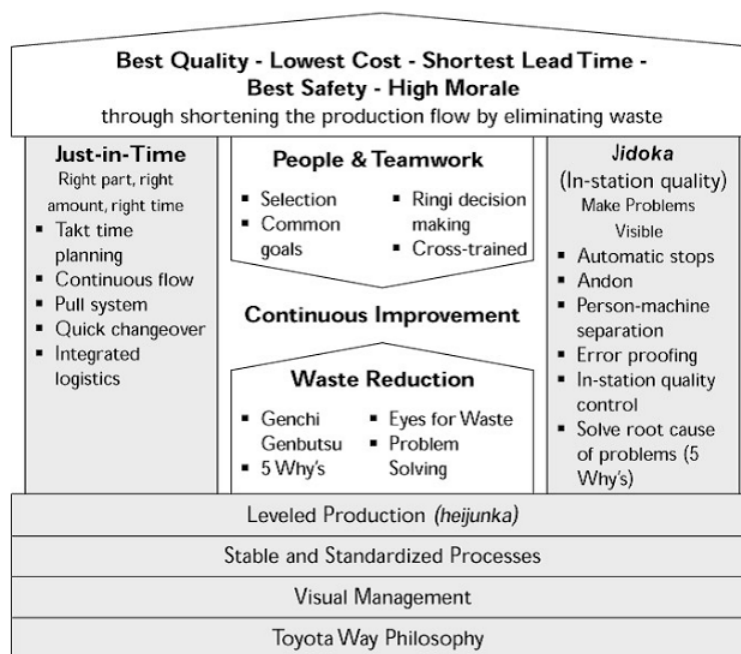 Best Quality - Lowest Cost - Shortest Lead Time -
Best Safety - High Morale
through shortening the production flow by eliminating waste
Just-in-Time
Right part, right
amount, right time
▪ Takt time
planning
▪ Continuous flow
▪ Pull system
▪ Quick changeover
▪ Integrated
logistics
People & Teamwork
▪ Selection
▪ Common
goals
▪ Ringi decision
making
▪ Cross-trained
Continuous Improvement
Waste Reduction
▪ Genchi
Genbutsu
▪ 5 Why's
▪ Eyes for Waste
▪ Problem
Solving
Jidoka
(In-station quality)
Make Problems
Visible
▪ Automatic stops
▪ Andon
▪ Person-machine
separation
▪ Error proofing
▪ In-station quality
control
▪ Solve root cause
of problems (5
Why's)
Leveled Production (heijunka)
Stable and Standardized Processes
Visual Management
Toyota Way Philosophy